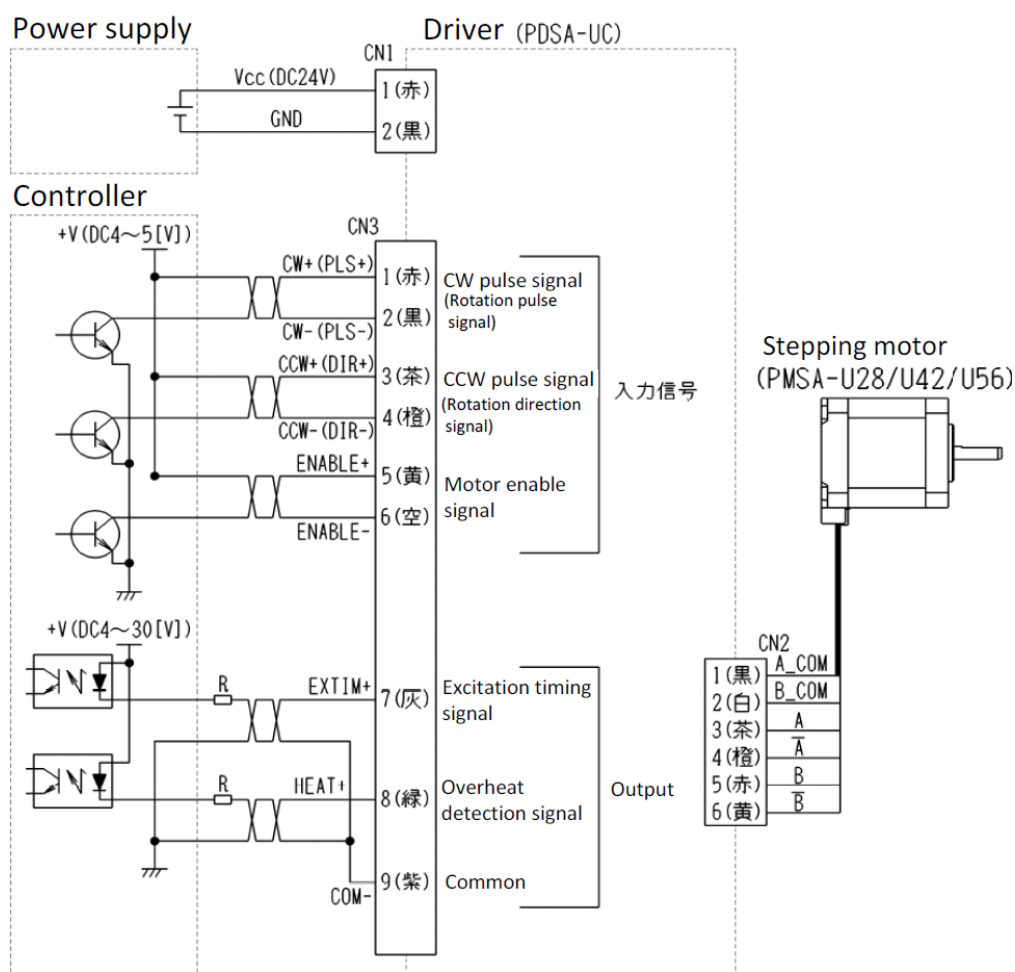 Power supply
Driver (PDSA-UC)
CN1
Vcc(DC24V)
1(赤)
GND
2(黒)
Controller
+V(DC4～5[V])
CN3
CW+(PLS+)
1(赤)
CW pulse signal
(Rotation pulse
signal)
2(黒)
CW-(PLS-)
CCW+(DIR+)
3(茶)
CCW pulse signal
(Rotation direction
signal)
4(橙)
CCW-(DIR-)
ENABLE+
5(黄)
Motor enable
signal
6(空)
ENABLE-
入力信号
Stepping motor
(PMSA-U28/U42/U56)
+V(DC4～30[V])
R
EXTIM+
7(灰)
Excitation timing
signal
R
HEAT+
8(緑)
Overheat
detection signal
Output
9(紫)
Common
COM-
CN2
1(黒)
A_COM
2(白)
B_COM
3(茶)
A
4(橙)
A̅
5(赤)
B
6(黄)
B̅